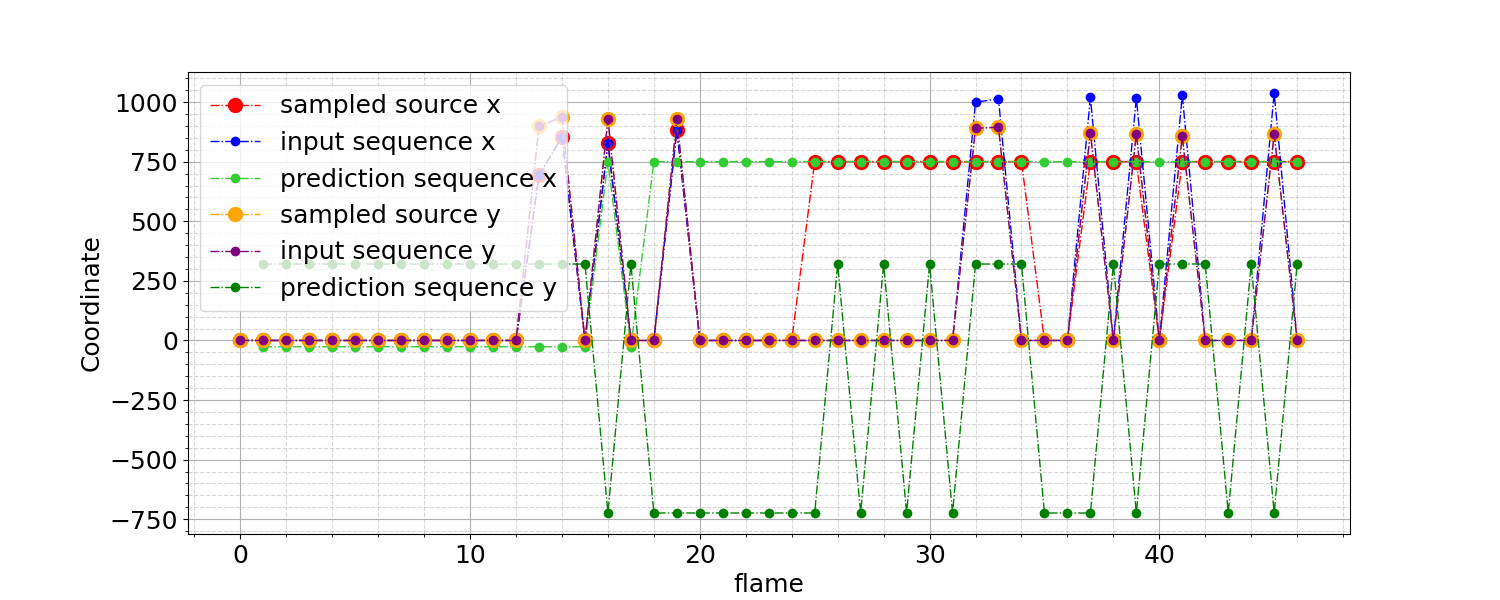 1000
750
500
250
0
−250
−500
−750
Coordinate
sampled source x
input sequence x
prediction sequence x
sampled source y
input sequence y
prediction sequence y
0 10 20 30 40
flame